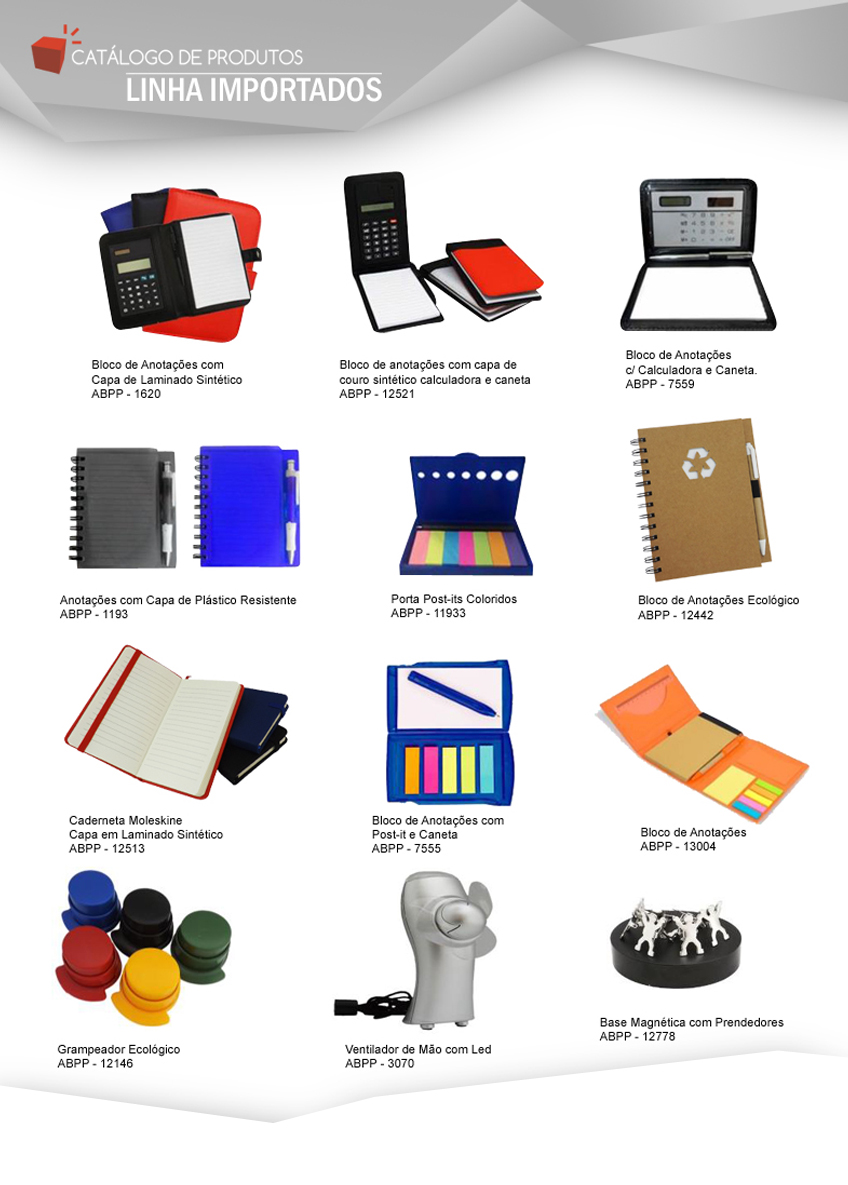 CATÁLOGO DE PRODUTOS
LINHA IMPORTADOS
Bloco de Anotações com
Capa de Laminado Sintético
ABPP - 1620
Bloco de anotações com capa de
couro sintético calculadora e caneta
ABPP - 12521
Bloco de Anotações
c/ Calculadora e Caneta.
ABPP - 7559
Anotações com Capa de Plástico Resistente
ABPP - 1193
Porta Post-its Coloridos
ABPP - 11933
Bloco de Anotações Ecológico
ABPP - 12442
Caderneta Moleskine
Capa em Laminado Sintético
ABPP - 12513
Bloco de Anotações com
Post-it e Caneta
ABPP - 7555
Bloco de Anotações
ABPP - 13004
Grampeador Ecológico
ABPP - 12146
Ventilador de Mão com Led
ABPP - 3070
Base Magnética com Prendedores
ABPP - 12778